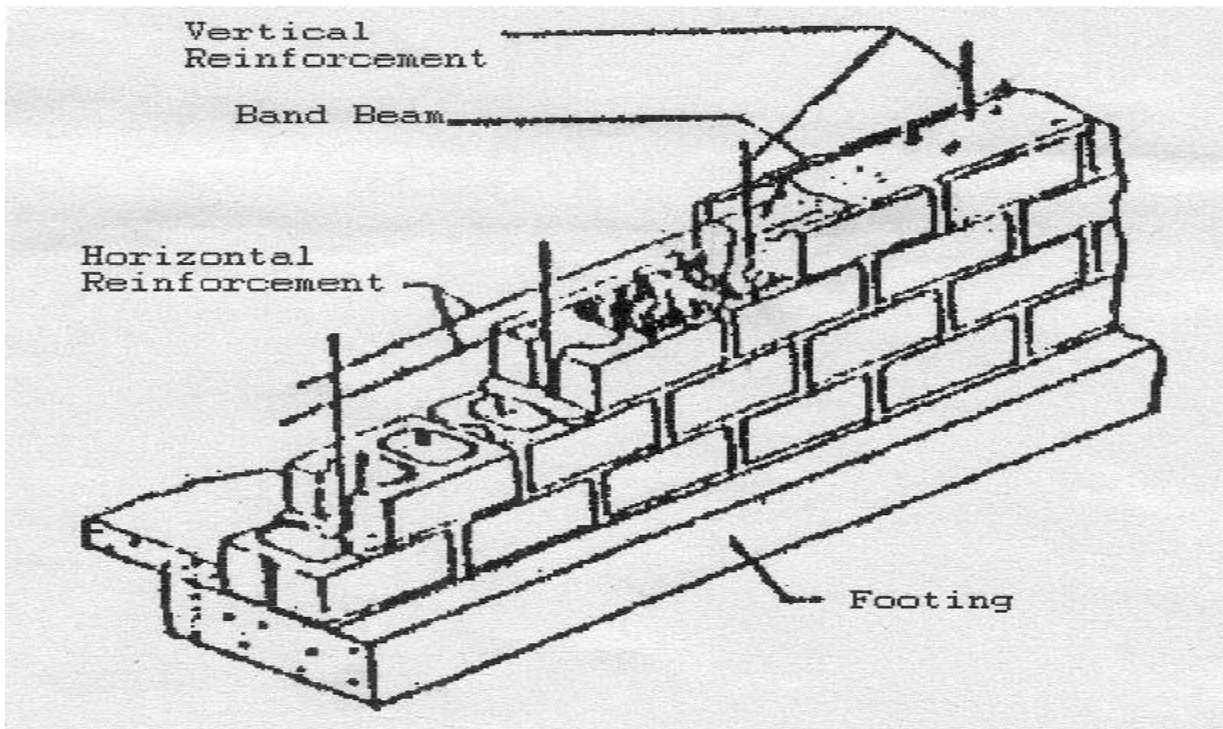 Vertical
Reinforcement
Band Beam
Horizontal
Reinforcement
Footing